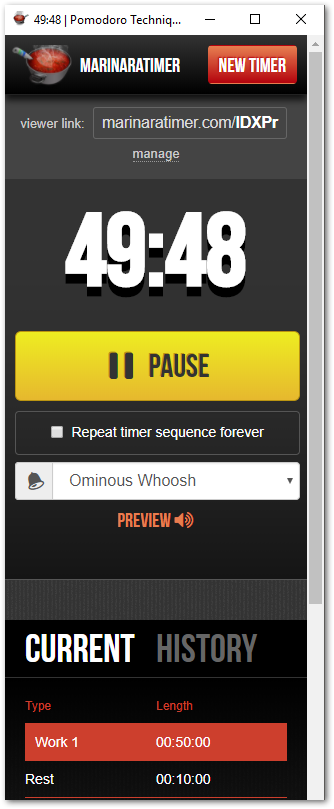 49:48 | Pomodoro Techniq...
MARINARATIMER
NEW TIMER
viewer link: marinaratimer.com/IDXPr
manage
49:48
PAUSE
Repeat timer sequence forever
Ominous Whoosh
PREVIEW
CURRENT HISTORY
Type Length
Work 1 00:50:00
Rest 00:10:00